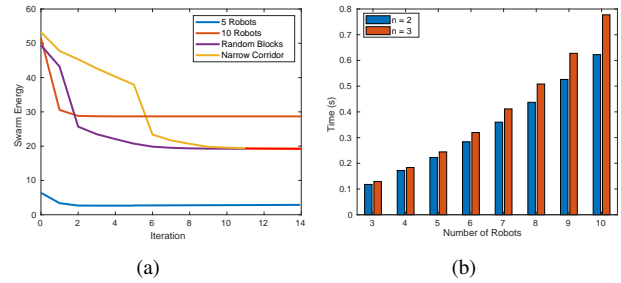 60
50
40
30
20
10
0
0 2 4 6 8 10 12 14
Swarm Energy
Iteration
5 Robots
10 Robots
Random Blocks
Narrow Corridor
(a)
0.8
0.7
0.6
0.5
0.4
0.3
0.2
0.1
0
3 4 5 6 7 8 9 10
Time (s)
Number of Robots
n = 2
n = 3
(b)